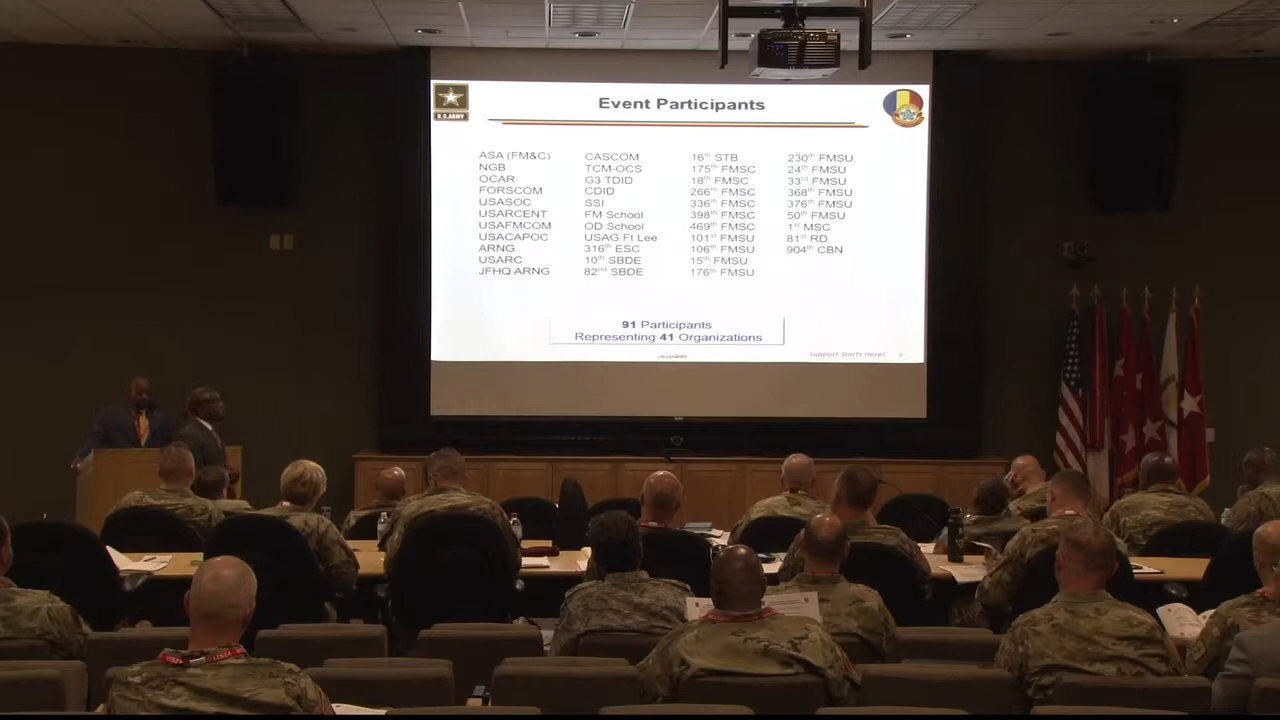 Event Participants
U.S. ARMY
ASA (FM&C)
NGB
OCAR
FORSCOM
USASOC
USARCENT
USAFMCOM
USACAPOC
ARNG
USARC
JFHQ ARNG
CASCOM
TCM-OCS
G3 TDID
CDID
SSI
FM School
OD School
USAG Ft Lee
316th ESC
10th SBDE
82nd SBDE
16th STB
175th FMSC
18th FMSC
266th FMSC
336th FMSC
398th FMSC
469th FMSC
101st FMSU
106th FMSU
15th FMSU
176th FMSU
230th FMSU
24th FMSU
33rd FMSU
368th FMSU
376th FMSU
50th FMSU
1st MSC
81st RD
904th CBN
91 Participants
Representing 41 Organizations
Support Starts Here!